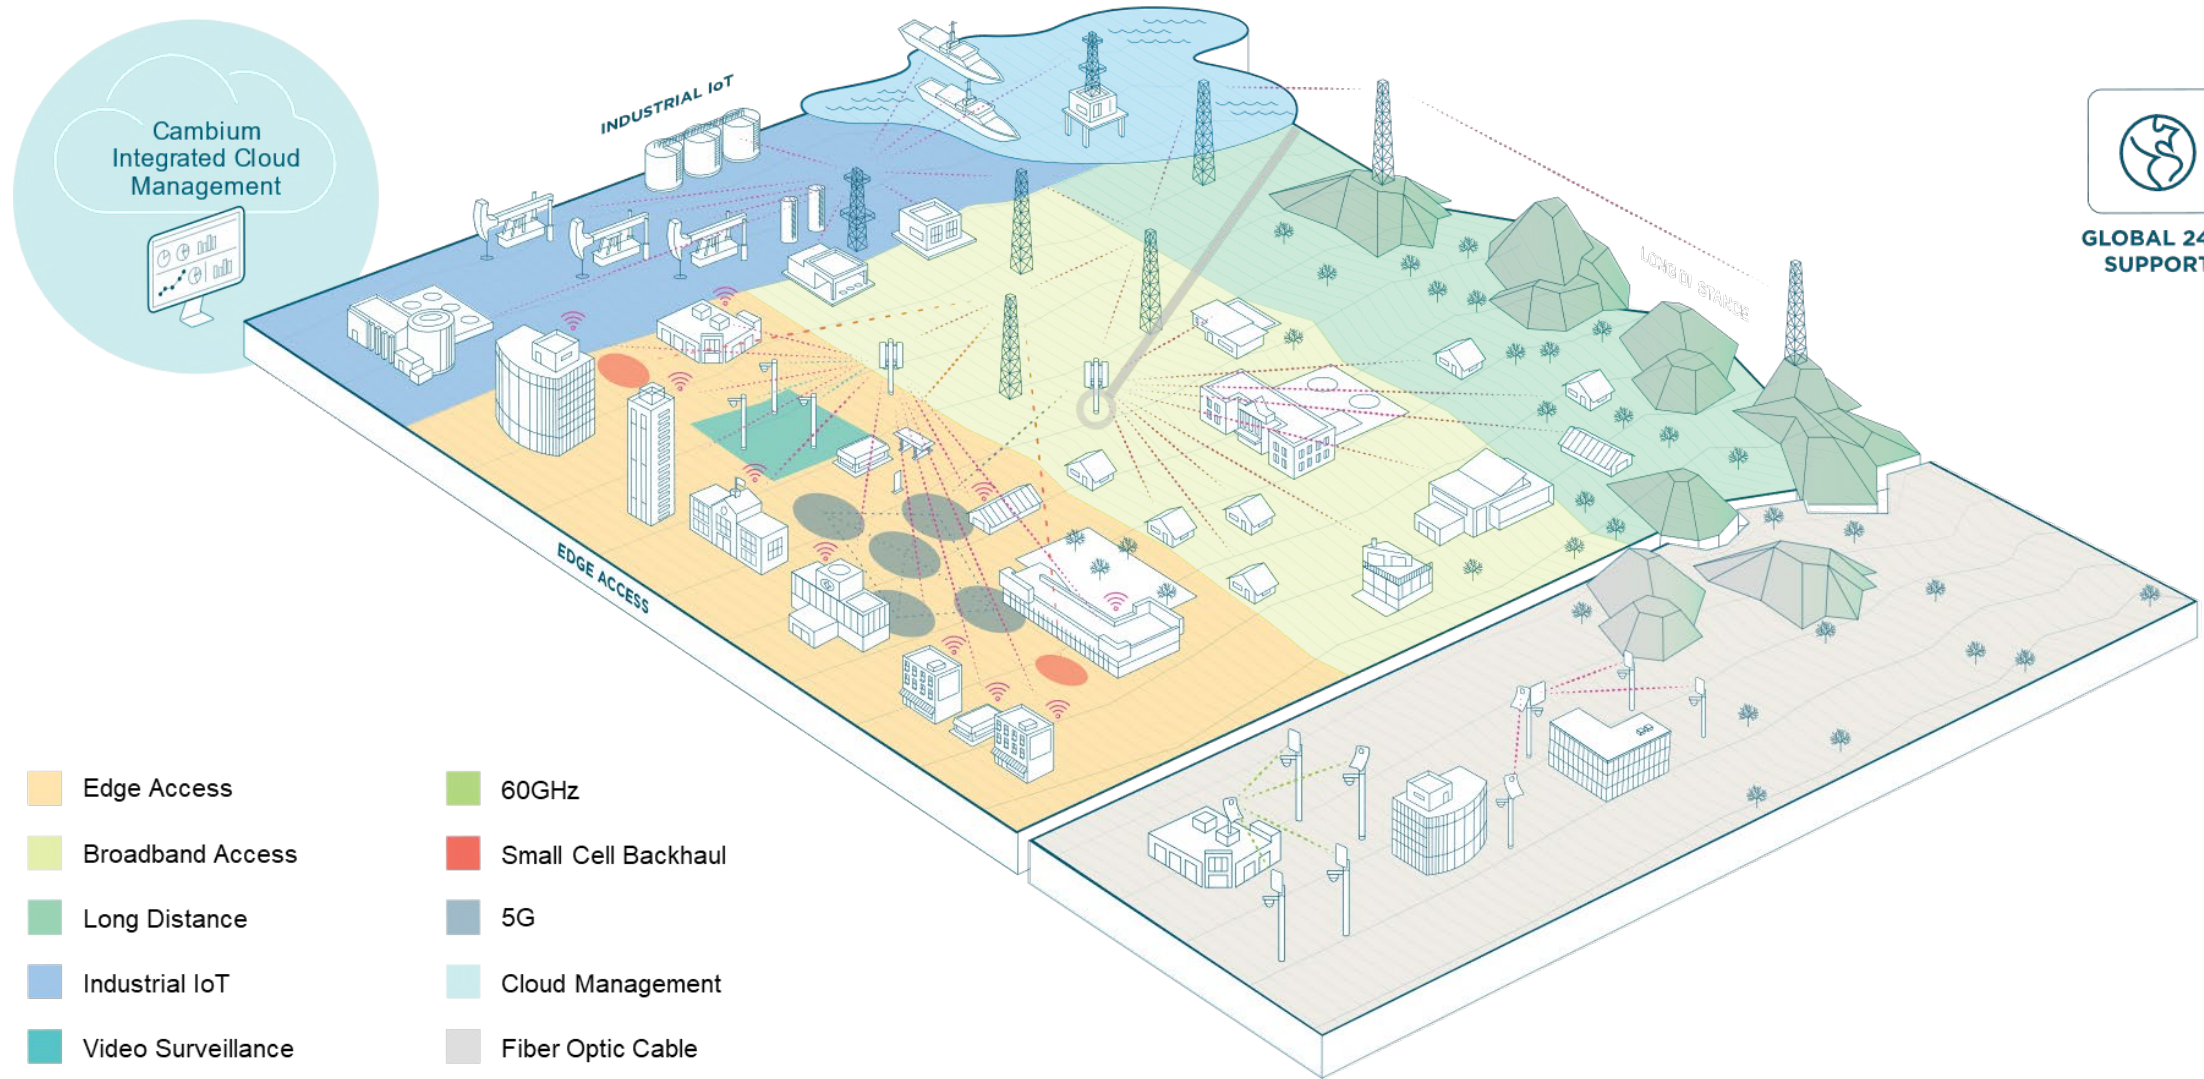 Cambium
Integrated Cloud
Management
INDUSTRIAL IoT
LONG DISTANCE
GLOBAL 24
SUPPORT
EDGE ACCESS
Edge Access
Broadband Access
Long Distance
Industrial IoT
Video Surveillance
60GHz
Small Cell Backhaul
5G
Cloud Management
Fiber Optic Cable